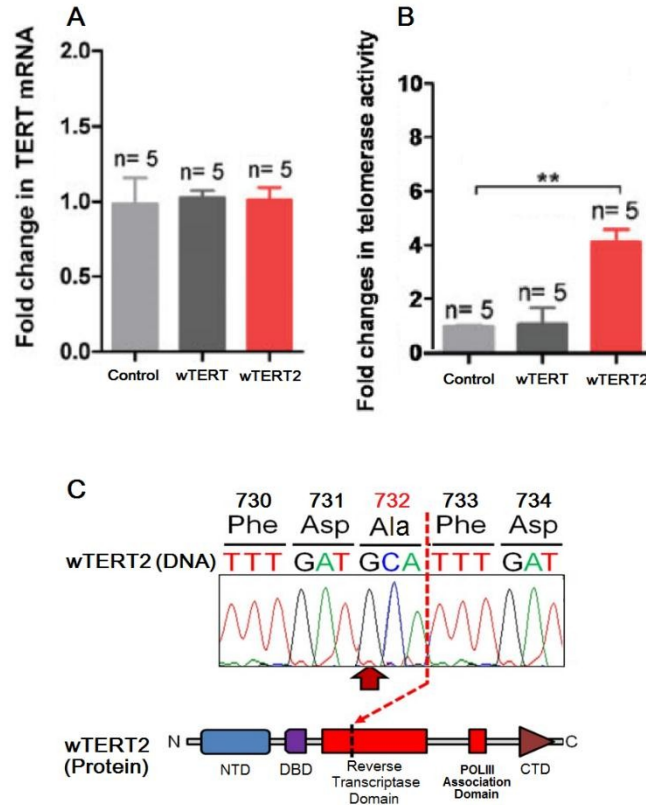 A
Fold change in TERT mRNA
2.0
1.5
1.0
0.5
0.0
n= 5
n= 5
n= 5
Control
wTERT
wTERT2
B
Fold changes in telomerase activity
10
8
6
4
2
0
**
n= 5
n= 5
n= 5
Control
wTERT
wTERT2
C
730 731 732 733 734
Phe Asp Ala Phe Asp
wTERT2 (DNA) TTT GAT GCA TTT GAT
wTERT2
(Protein)
N
C
NTD
DBD
Reverse
Transcriptase
Domain
POLIII
Association
Domain
CTD